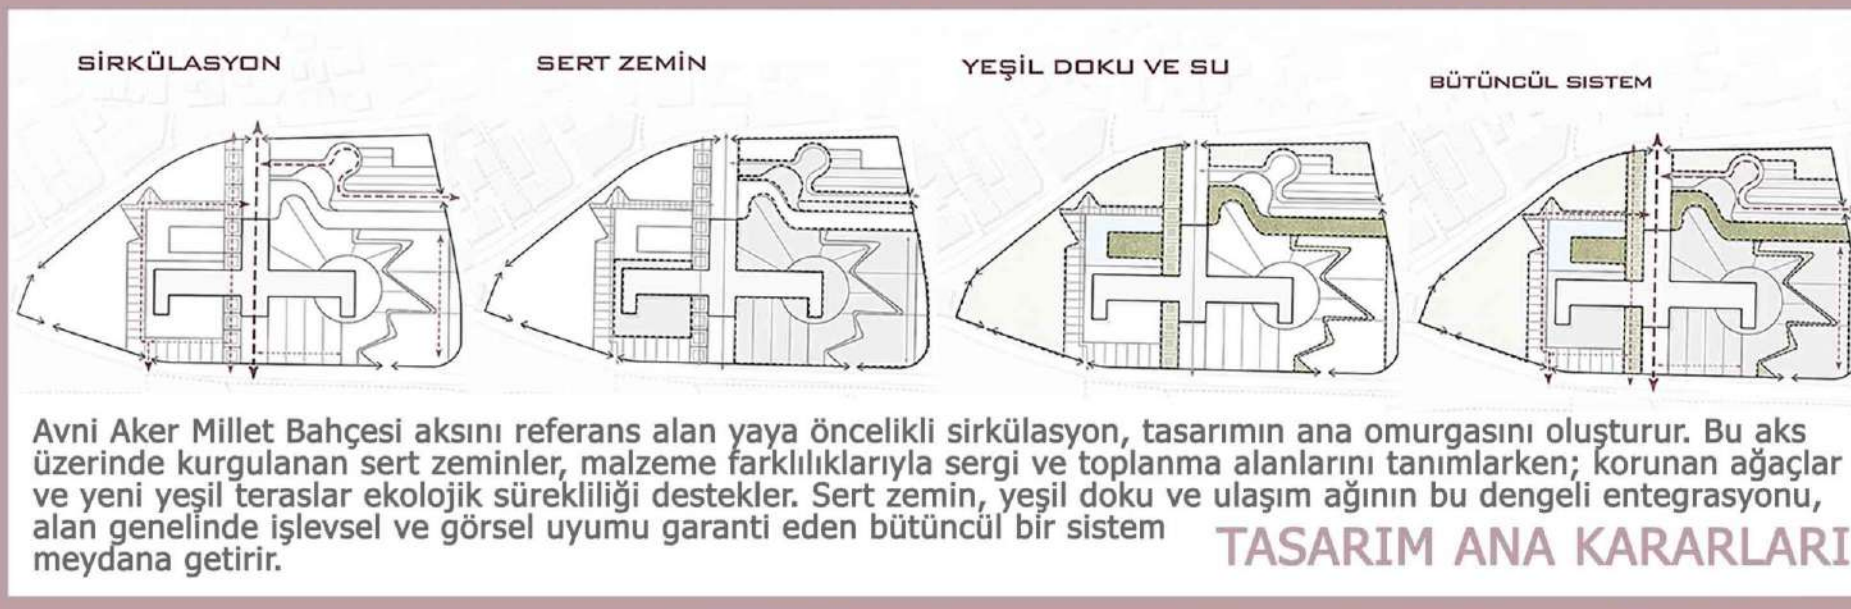 SİRKÜLASYON
SERT ZEMİN
YEŞİL DOKU VE SU
BÜTÜNCÜL SISTEM
Avni Aker Millet Bahçesi aksını referans alan yaya öncelikli sirkülasyon, tasarımın ana omurgasını oluşturur. Bu aks
üzerinde kurgulanan sert zeminler, malzeme farklılıklarıyla sergi ve toplanma alanlarını tanımlarken; korunan ağaçlar
ve yeni yeşil teraslar ekolojik sürekliliği destekler. Sert zemin, yeşil doku ve ulaşım ağının bu dengeli entegrasyonu,
alan genelinde işlevsel ve görsel uyumu garanti eden bütüncül bir sistem
meydana getirir.
TASARIM ANA KARARLARI